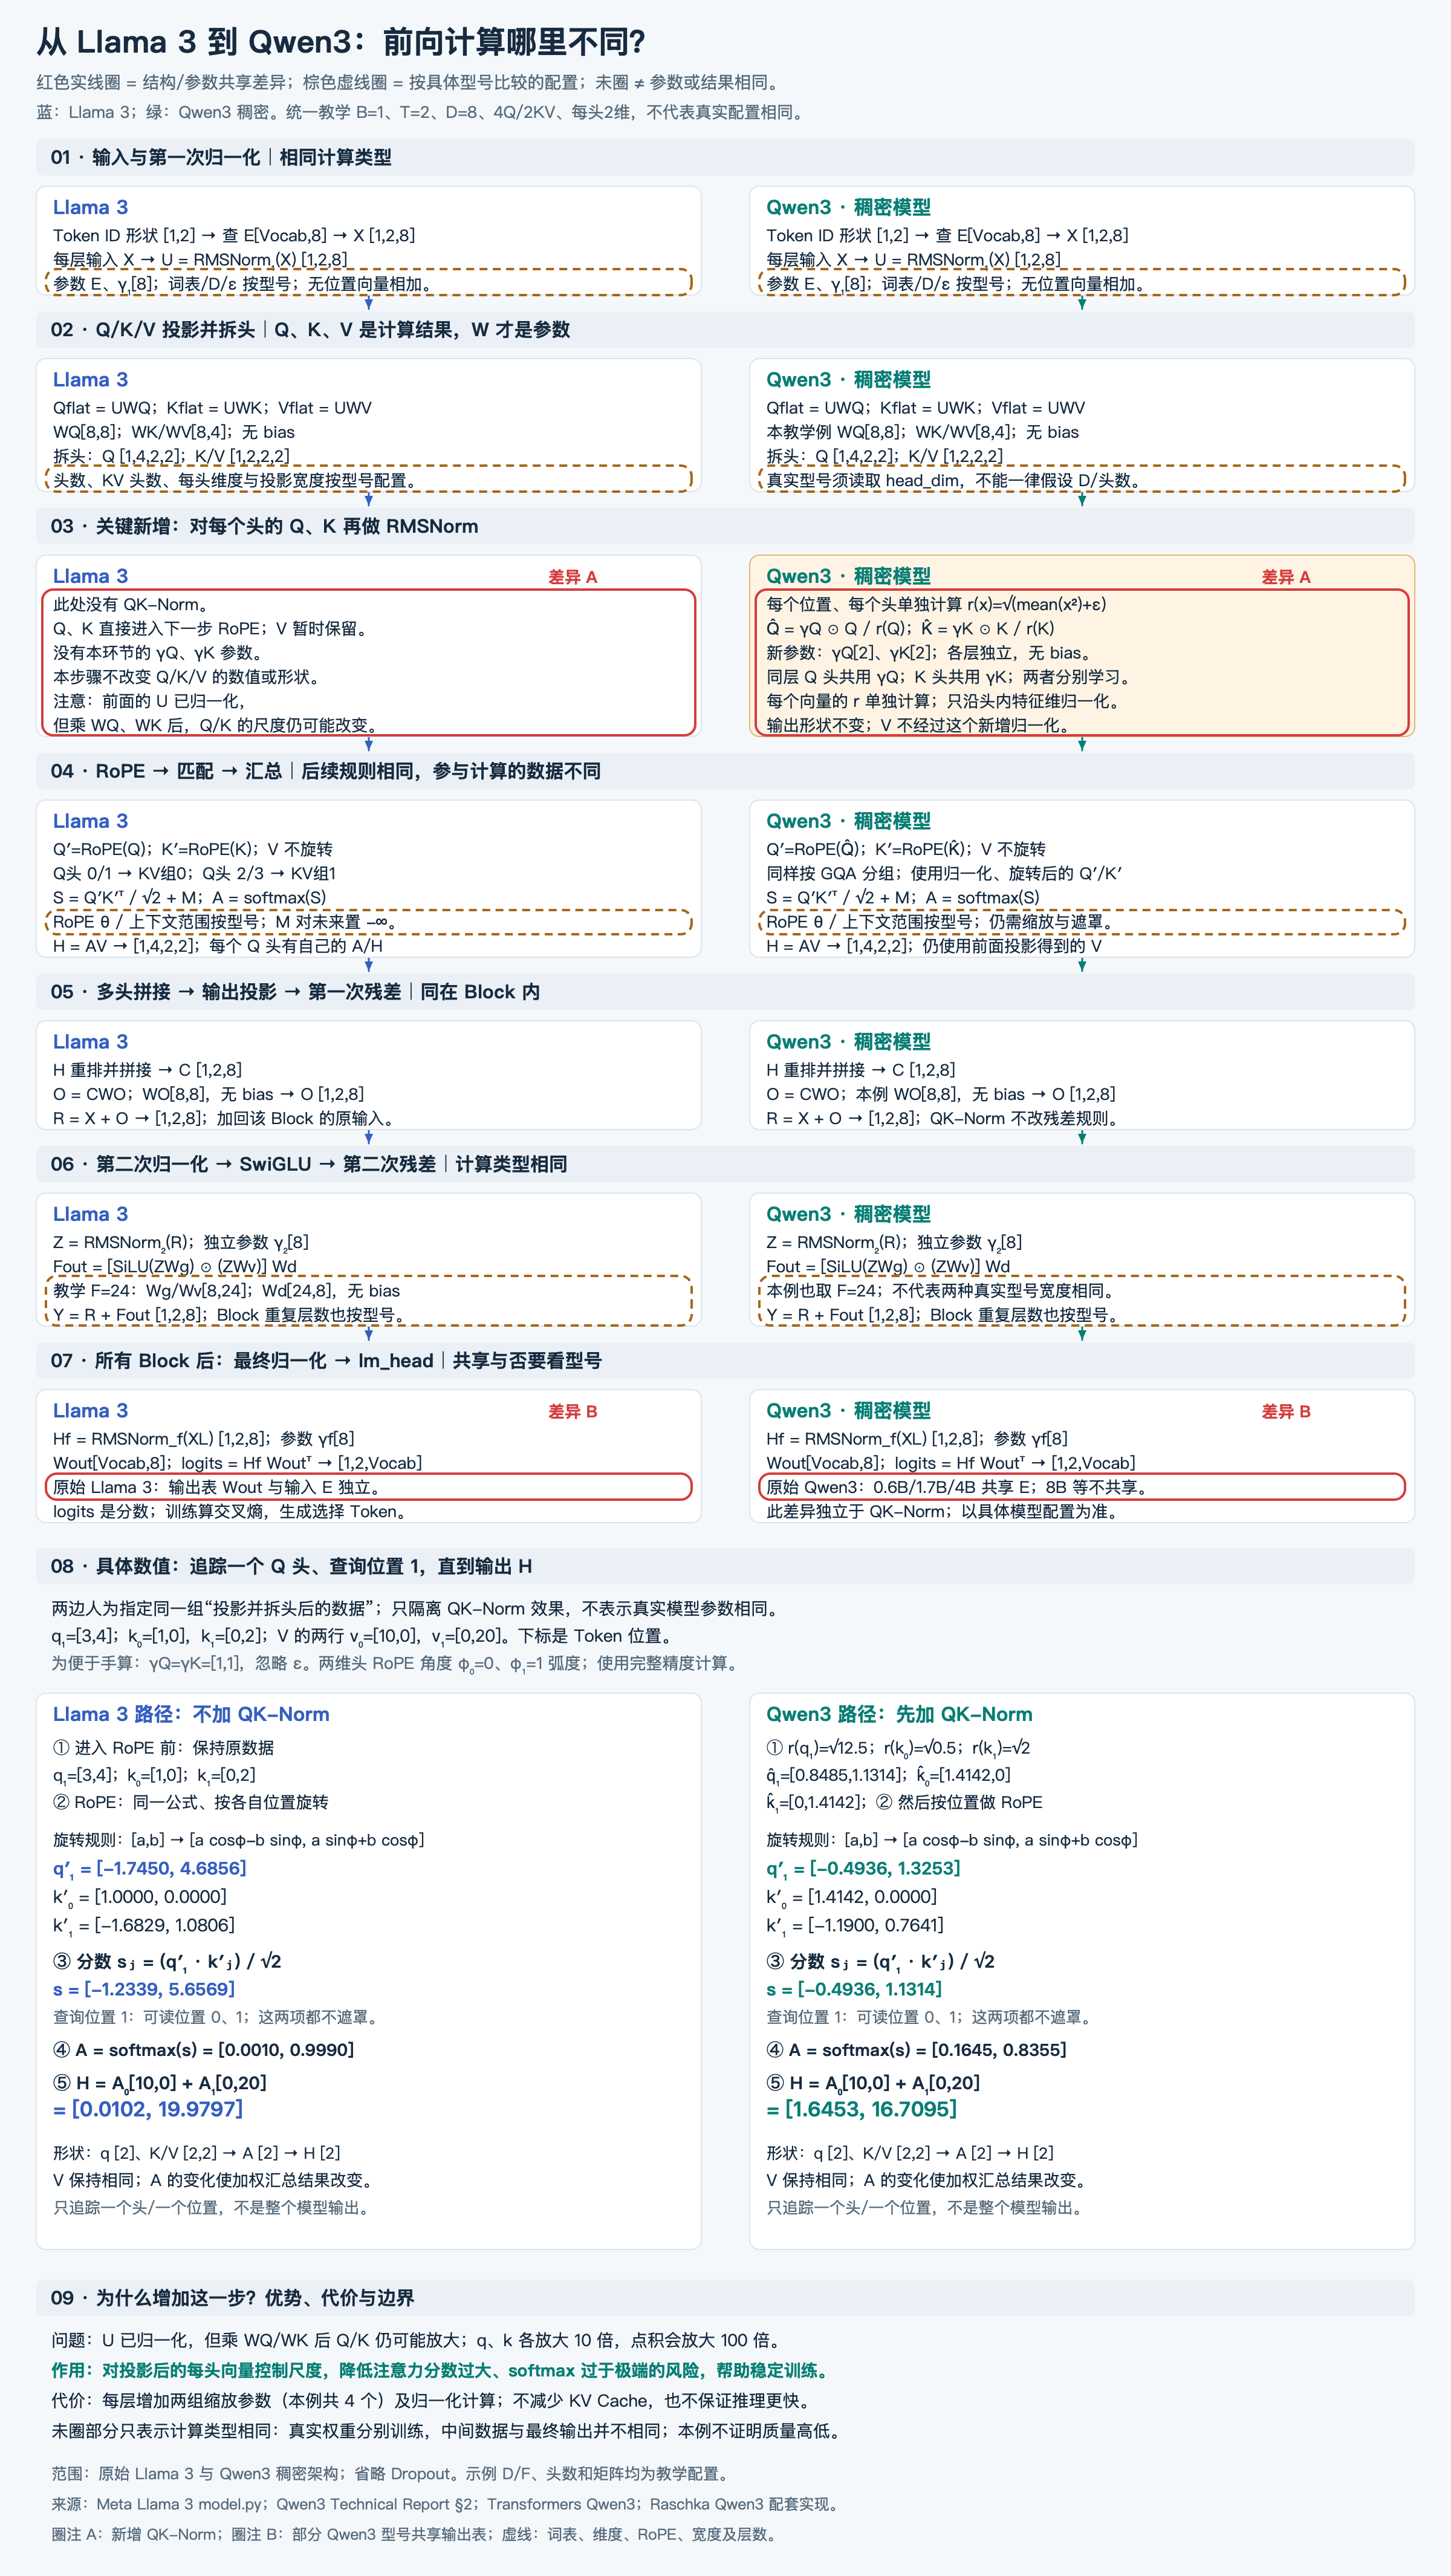 从 Llama 3 到 Qwen3：前向计算哪里不同？
红色实线圈 = 结构/参数共享差异；棕色虚线圈 = 按具体型号比较的配置；未圈 ≠ 参数或结果相同。
蓝：Llama 3；绿：Qwen3 稠密。统一教学 B=1、T=2、D=8、4Q/2KV、每头2维，不代表真实配置相同。
01 · 输入与第一次归一化｜相同计算类型
Llama 3
Token ID 形状 [1,2] → 查 E[Vocab,8] → X [1,2,8]
每层输入 X → U = RMSNorm₁(X) [1,2,8]
参数 E、γ₁[8]；词表/D/ε 按型号；无位置向量相加。
Qwen3 · 稠密模型
Token ID 形状 [1,2] → 查 E[Vocab,8] → X [1,2,8]
每层输入 X → U = RMSNorm₁(X) [1,2,8]
参数 E、γ₁[8]；词表/D/ε 按型号；无位置向量相加。
02 · Q/K/V 投影并拆头｜Q、K、V 是计算结果，W 才是参数
Llama 3
Qflat = UWQ；Kflat = UWK；Vflat = UWV
WQ[8,8]；WK/WV[8,4]；无 bias
拆头：Q [1,4,2,2]；K/V [1,2,2,2]
头数、KV 头数、每头维度与投影宽度按型号配置。
Qwen3 · 稠密模型
Qflat = UWQ；Kflat = UWK；Vflat = UWV
本教学例 WQ[8,8]；WK/WV[8,4]；无 bias
拆头：Q [1,4,2,2]；K/V [1,2,2,2]
真实型号须读取 head_dim，不能一律假设 D/头数。
03 · 关键新增：对每个头的 Q、K 再做 RMSNorm
Llama 3
差异 A
此处没有 QK–Norm。
Q、K 直接进入下一步 RoPE；V 暂时保留。
没有本环节的 γQ、γK 参数。
本步骤不改变 Q/K/V 的数值或形状。
注意：前面的 U 已归一化，
但乘 WQ、WK 后，Q/K 的尺度仍可能改变。
Qwen3 · 稠密模型
差异 A
每个位置、每个头单独计算 r(x)=√(mean(x²)+ε)
Q̂ = γQ ⊙ Q / r(Q)；K̂ = γK ⊙ K / r(K)
新参数：γQ[2]、γK[2]；各层独立，无 bias。
同层 Q 头共用 γQ；K 头共用 γK；两者分别学习。
每个向量的 r 单独计算；只沿头内特征维归一化。
输出形状不变；V 不经过这个新增归一化。
04 · RoPE → 匹配 → 汇总｜后续规则相同，参与计算的数据不同
Llama 3
Q′=RoPE(Q)；K′=RoPE(K)；V 不旋转
Q头 0/1 → KV组0；Q头 2/3 → KV组1
S = Q′K′ᵀ / √2 + M；A = softmax(S)
RoPE θ / 上下文范围按型号；M 对未来置 −∞。
H = AV → [1,4,2,2]；每个 Q 头有自己的 A/H
Qwen3 · 稠密模型
Q′=RoPE(Q̂)；K′=RoPE(K̂)；V 不旋转
同样按 GQA 分组；使用归一化、旋转后的 Q′/K′
S = Q′K′ᵀ / √2 + M；A = softmax(S)
RoPE θ / 上下文范围按型号；仍需缩放与遮罩。
H = AV → [1,4,2,2]；仍使用前面投影得到的 V
05 · 多头拼接 → 输出投影 → 第一次残差｜同在 Block 内
Llama 3
H 重排并拼接 → C [1,2,8]
O = CWO；WO[8,8]，无 bias → O [1,2,8]
R = X + O → [1,2,8]；加回该 Block 的原输入。
Qwen3 · 稠密模型
H 重排并拼接 → C [1,2,8]
O = CWO；本例 WO[8,8]，无 bias → O [1,2,8]
R = X + O → [1,2,8]；QK–Norm 不改残差规则。
06 · 第二次归一化 → SwiGLU → 第二次残差｜计算类型相同
Llama 3
Z = RMSNorm₂(R)；独立参数 γ₂[8]
Fout = [SiLU(ZWg) ⊙ (ZWv)] Wd
教学 F=24：Wg/Wv[8,24]；Wd[24,8]，无 bias
Y = R + Fout [1,2,8]；Block 重复层数也按型号。
Qwen3 · 稠密模型
Z = RMSNorm₂(R)；独立参数 γ₂[8]
Fout = [SiLU(ZWg) ⊙ (ZWv)] Wd
本例也取 F=24；不代表两种真实型号宽度相同。
Y = R + Fout [1,2,8]；Block 重复层数也按型号。
07 · 所有 Block 后：最终归一化 → lm_head｜共享与否要看型号
Llama 3
差异 B
Hf = RMSNorm_f(XL) [1,2,8]；参数 γf[8]
Wout[Vocab,8]；logits = Hf Woutᵀ → [1,2,Vocab]
原始 Llama 3：输出表 Wout 与输入 E 独立。
logits 是分数；训练算交叉熵，生成选择 Token。
Qwen3 · 稠密模型
差异 B
Hf = RMSNorm_f(XL) [1,2,8]；参数 γf[8]
Wout[Vocab,8]；logits = Hf Woutᵀ → [1,2,Vocab]
原始 Qwen3：0.6B/1.7B/4B 共享 E；8B 等不共享。
此差异独立于 QK–Norm；以具体模型配置为准。
08 · 具体数值：追踪一个 Q 头、查询位置 1，直到输出 H
两边人为指定同一组“投影并拆头后的数据”；只隔离 QK–Norm 效果，不表示真实模型参数相同。
q₁=[3,4]；k₀=[1,0]，k₁=[0,2]；V 的两行 v₀=[10,0]，v₁=[0,20]。下标是 Token 位置。
为便于手算：γQ=γK=[1,1]，忽略 ε。两维头 RoPE 角度 φ₀=0、φ₁=1 弧度；使用完整精度计算。
Llama 3 路径：不加 QK–Norm
① 进入 RoPE 前：保持原数据
q₁=[3,4]；k₀=[1,0]；k₁=[0,2]
② RoPE：同一公式、按各自位置旋转
旋转规则：[a,b] → [a cosφ−b sinφ, a sinφ+b cosφ]
q′₁ = [−1.7450, 4.6856]
k′₀ = [1.0000, 0.0000]
k′₁ = [−1.6829, 1.0806]
③ 分数 sⱼ = (q′₁ · k′ⱼ) / √2
s = [−1.2339, 5.6569]
查询位置 1：可读位置 0、1；这两项都不遮罩。
④ A = softmax(s) = [0.0010, 0.9990]
⑤ H = A₀[10,0] + A₁[0,20]
= [0.0102, 19.9797]
形状：q [2]、K/V [2,2] → A [2] → H [2]
V 保持相同；A 的变化使加权汇总结果改变。
只追踪一个头/一个位置，不是整个模型输出。
Qwen3 路径：先加 QK–Norm
① r(q₁)=√12.5；r(k₀)=√0.5；r(k₁)=√2
q̂₁=[0.8485,1.1314]；k̂₀=[1.4142,0]
k̂₁=[0,1.4142]；② 然后按位置做 RoPE
旋转规则：[a,b] → [a cosφ−b sinφ, a sinφ+b cosφ]
q′₁ = [−0.4936, 1.3253]
k′₀ = [1.4142, 0.0000]
k′₁ = [−1.1900, 0.7641]
③ 分数 sⱼ = (q′₁ · k′ⱼ) / √2
s = [−0.4936, 1.1314]
查询位置 1：可读位置 0、1；这两项都不遮罩。
④ A = softmax(s) = [0.1645, 0.8355]
⑤ H = A₀[10,0] + A₁[0,20]
= [1.6453, 16.7095]
形状：q [2]、K/V [2,2] → A [2] → H [2]
V 保持相同；A 的变化使加权汇总结果改变。
只追踪一个头/一个位置，不是整个模型输出。
09 · 为什么增加这一步？优势、代价与边界
问题：U 已归一化，但乘 WQ/WK 后 Q/K 仍可能放大；q、k 各放大 10 倍，点积会放大 100 倍。
作用：对投影后的每头向量控制尺度，降低注意力分数过大、softmax 过于极端的风险，帮助稳定训练。
代价：每层增加两组缩放参数（本例共 4 个）及归一化计算；不减少 KV Cache，也不保证推理更快。
未圈部分只表示计算类型相同：真实权重分别训练，中间数据与最终输出并不相同；本例不证明质量高低。
范围：原始 Llama 3 与 Qwen3 稠密架构；省略 Dropout。示例 D/F、头数和矩阵均为教学配置。
来源：Meta Llama 3 model.py；Qwen3 Technical Report §2；Transformers Qwen3；Raschka Qwen3 配套实现。
圈注 A：新增 QK–Norm；圈注 B：部分 Qwen3 型号共享输出表；虚线：词表、维度、RoPE、宽度及层数。